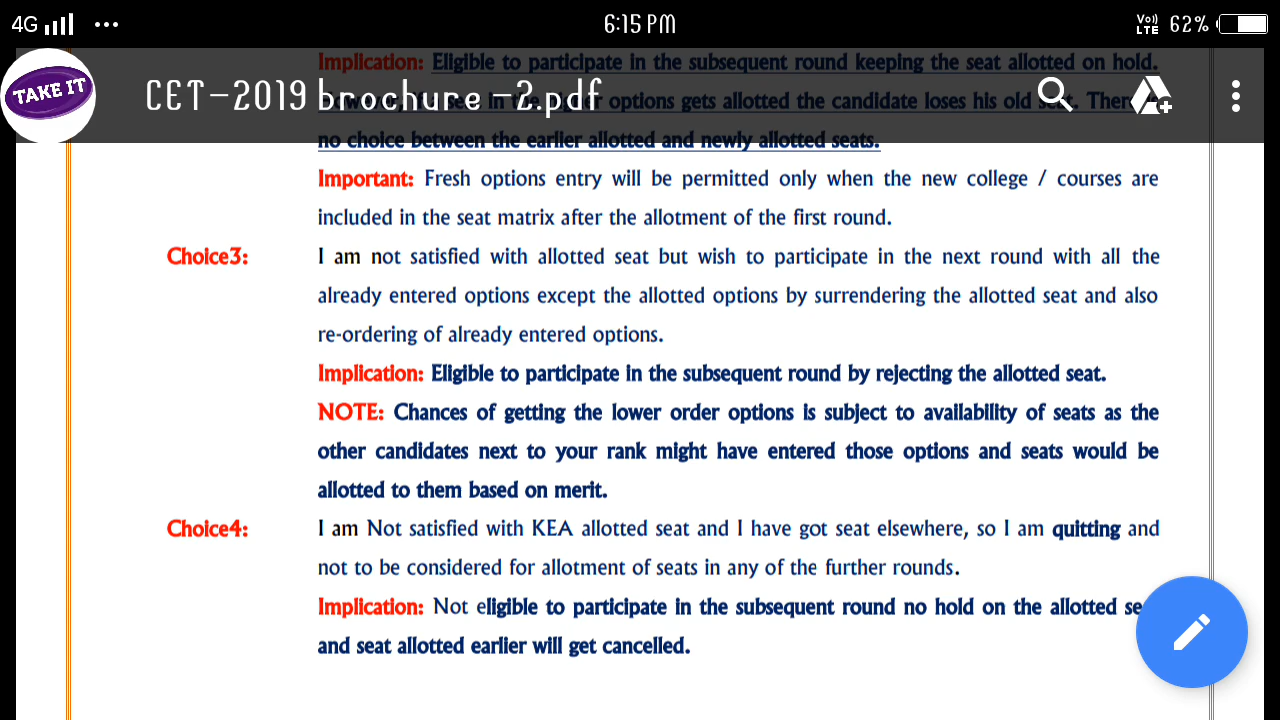 4G 6:15 PM Vo)) LTE 62%
Implication: Eligible to participate in the subsequent round keeping the seat allotted on hold.
TAKE IT
CET-2019 brochure -2.pdf
in the options gets allotted the candidate loses his old
no choice between the earlier allotted and newly allotted seats.
Important: Fresh options entry will be permitted only when the new college / courses are
included in the seat matrix after the allotment of the first round.
Choice3: I am not satisfied with allotted seat but wish to participate in the next round with all the
already entered options except the allotted options by surrendering the allotted seat and also
re-ordering of already entered options.
Implication: Eligible to participate in the subsequent round by rejecting the allotted seat.
NOTE: Chances of getting the lower order options is subject to availability of seats as the
other candidates next to your rank might have entered those options and seats would be
allotted to them based on merit.
Choice4: I am Not satisfied with KEA allotted seat and I have got seat elsewhere, so I am quitting and
not to be considered for allotment of seats in any of the further rounds.
Implication: Not eligible to participate in the subsequent round no hold on the allotted se
and seat allotted earlier will get cancelled.